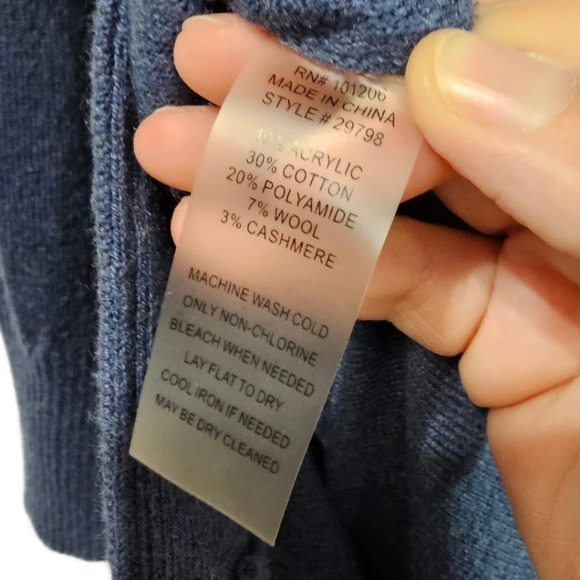 RN# 101206
MADE IN CHINA
STYLE # 29798
ACRYLIC
30% COTTON
20% POLYAMIDE
7% WOOL
3% CASHMERE
MACHINE WASH COLD
ONLY NON-CHLORINE
BLEACH WHEN NEEDED
LAY FLAT TO DRY
COOL IRON IF NEEDED
MAY BE DRY CLEANED